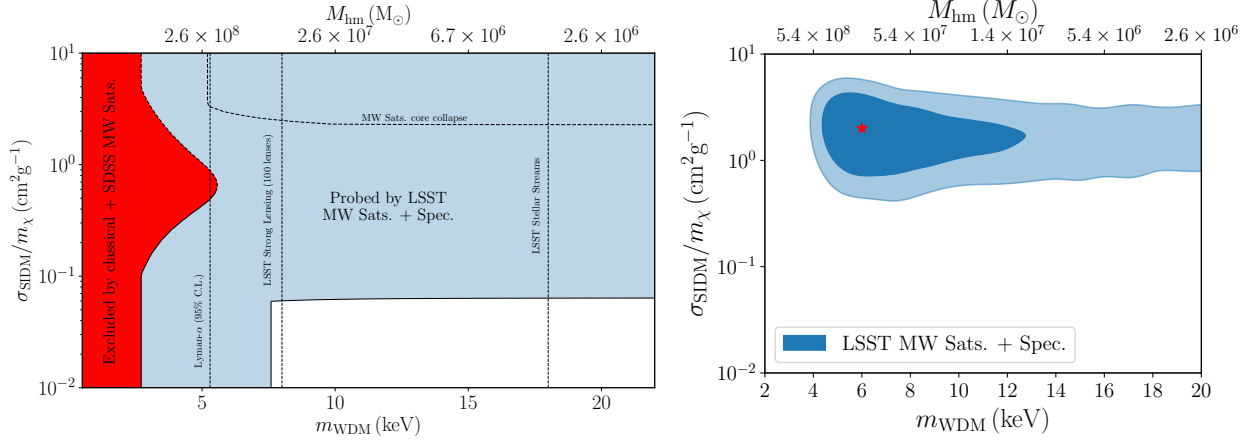 M_hm (M_⊙)
2.6 × 10^8
2.6 × 10^7
6.7 × 10^6
2.6 × 10^6
10^1
10^0
10^−1
10^−2
σ_SIDM/m_χ (cm^2g^−1)
Excluded by classical + SDSS MW Sats.
Lyman-α (95% C.L.)
LSST Strong Lensing (100 lenses)
MW Sats. core collapse
Probed by LSST
MW Sats. + Spec.
LSST Stellar Streams
5
10
15
20
m_WDM (keV)
M_hm (M_⊙)
5.4 × 10^8
5.4 × 10^7
1.4 × 10^7
5.4 × 10^6
2.6 × 10^6
10^1
10^0
10^−1
10^−2
σ_SIDM/m_χ (cm^2g^−1)
LSST MW Sats. + Spec.
2
4
6
8
10
12
14
16
18
20
m_WDM (keV)